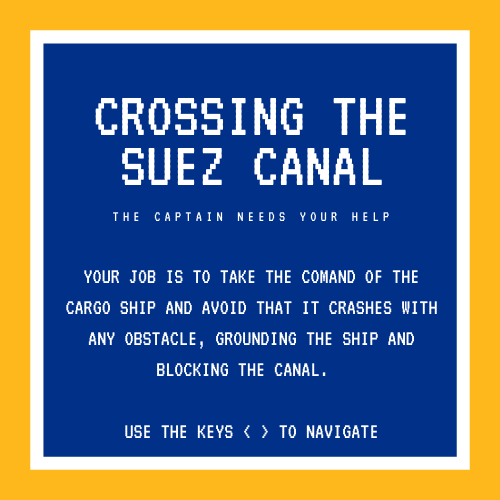 CROSSING THE
SUEZ CANAL
THE CAPTAIN NEEDS YOUR HELP
YOUR JOB IS TO TAKE THE COMAND OF THE
CARGO SHIP AND AVOID THAT IT CRASHES WITH
ANY OBSTACLE, GROUNDING THE SHIP AND
BLOCKING THE CANAL.
USE THE KEYS < > TO NAVIGATE